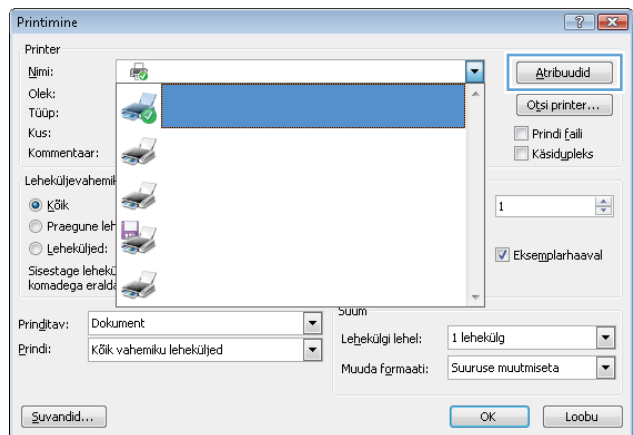 Printimine
Printer
Nimi:
Atribuudid
Olek:
Otsi printer...
Tüüp:
Kus:
Prindi faili
Kommentaar:
Käsidupleks
Leheküljevahemik
Kõik
1
Praegune leh
Leheküljed:
Eksemplarhaaval
Sisestage lehekü
komadega eralda
Suum
Prinditav: Dokument
Lehekülgi lehel: 1 lehekülg
Prindi: Kõik vahemiku leheküljed
Muuda formaati: Suuruse muutmiseta
Suvandid...
OK
Loobu